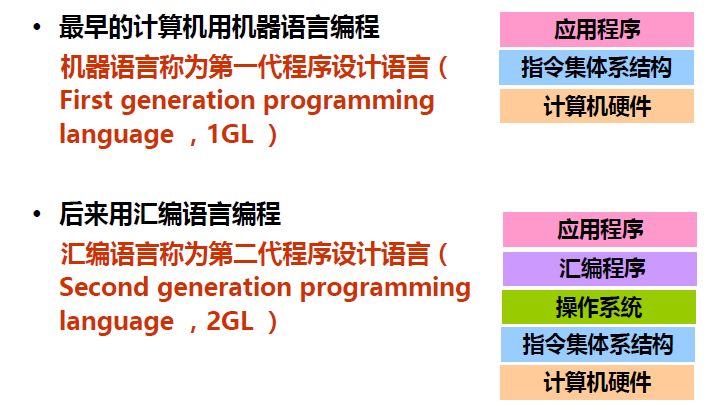 • 最早的计算机用机器语言编程
机器语言称为第一代程序设计语言（
First generation programming
language ，1GL ）
应用程序
指令集体系结构
计算机硬件
• 后来用汇编语言编程
汇编语言称为第二代程序设计语言（
Second generation programming
language ，2GL ）
应用程序
汇编程序
操作系统
指令集体系结构
计算机硬件